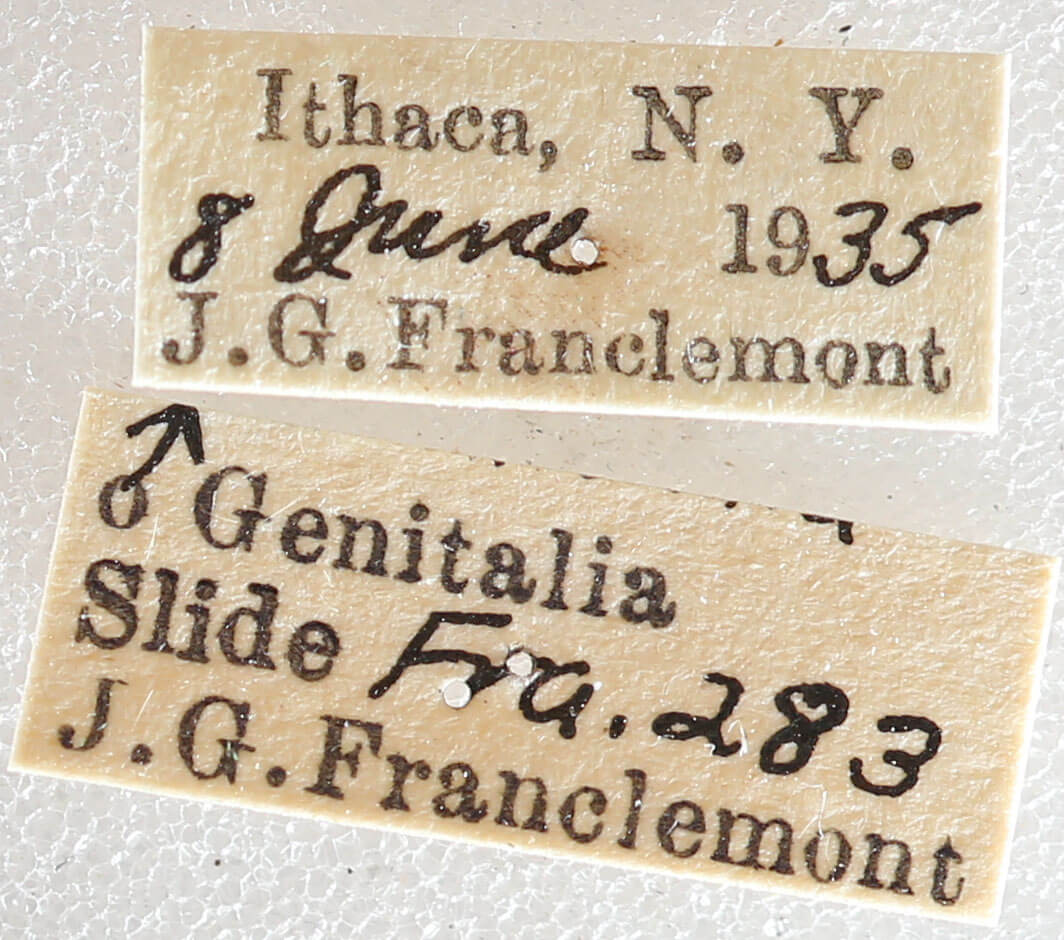 Ithaca, N. Y.
8 June 1935
J. G. Franclemont
♂ Genitalia
Slide Fra. 283
J. G. Franclemont